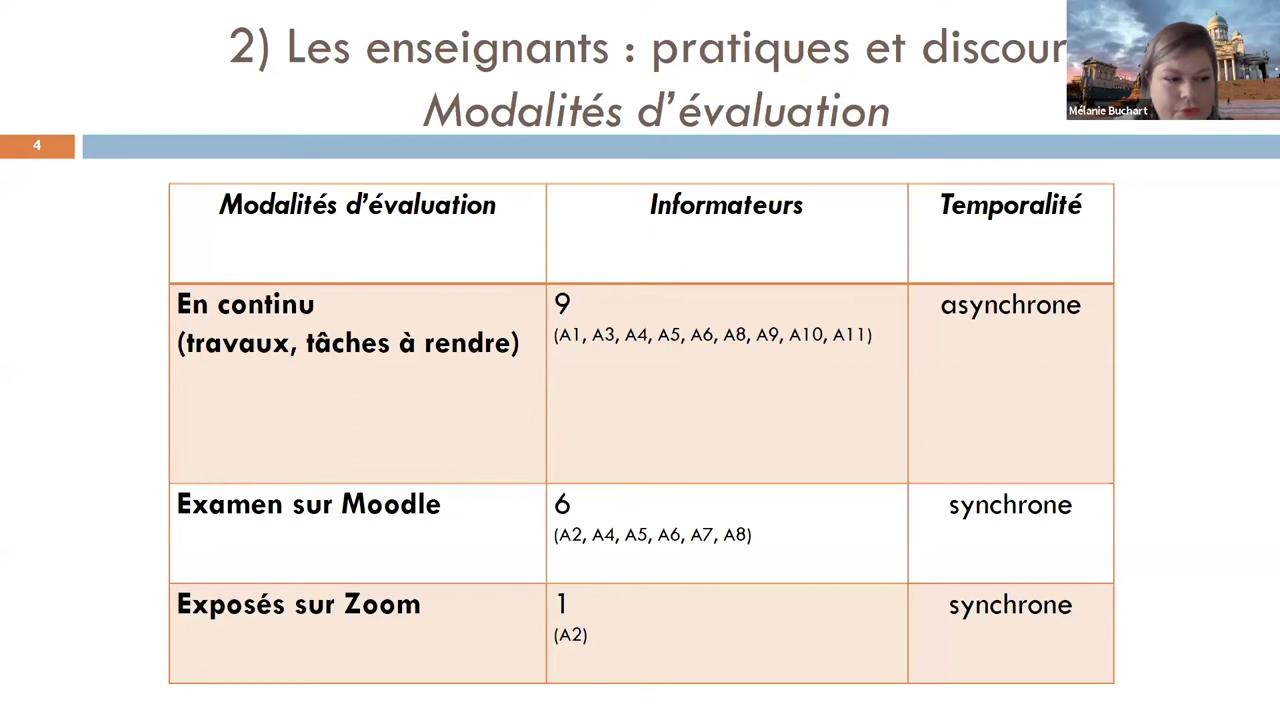 2) Les enseignants : pratiques et discour
Modalités d’évaluation
Mélanie Buchart
4
Modalités d’évaluation Informateurs Temporalité
En continu 9 asynchrone
(travaux, tâches à rendre) (A1, A3, A4, A5, A6, A8, A9, A10, A11)
Examen sur Moodle 6 synchrone
(A2, A4, A5, A6, A7, A8)
Exposés sur Zoom 1 synchrone
(A2)